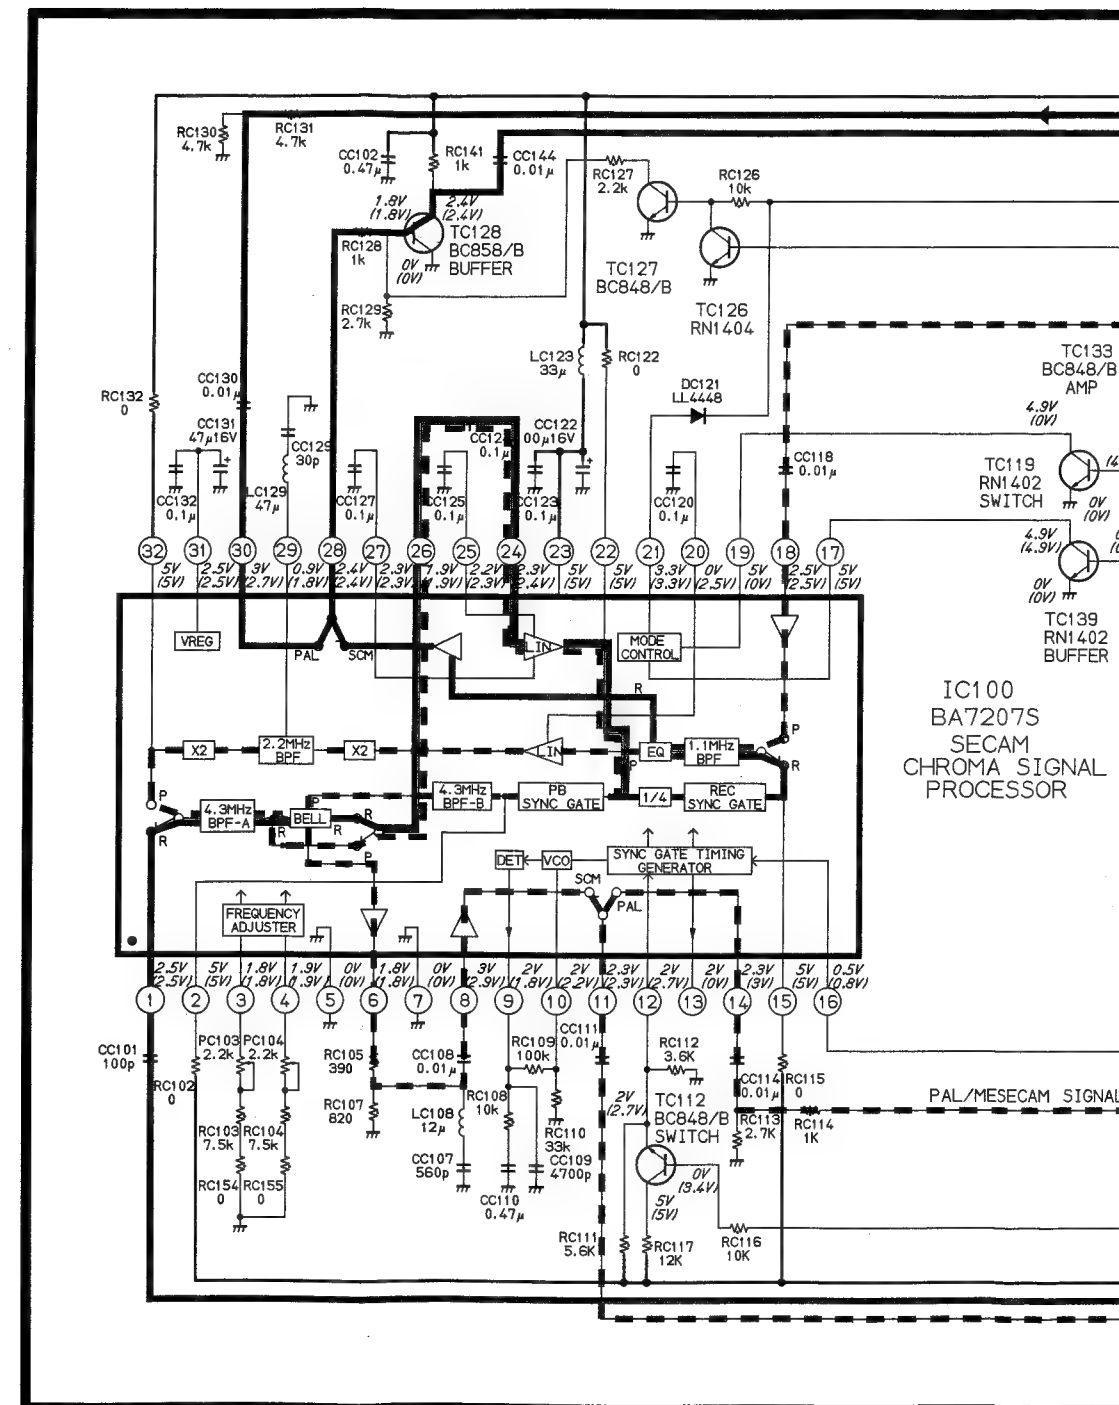 RC130
4.7k
RC131
4.7k
CC102
0.47μ
RC141
1k
CC144
0.01μ
RC127
2.2k
RC126
10k
1.8V
(1.8V)
2.4V
(2.4V)
TC128
BC858/B
BUFFER
RC128
1k
0V
(0V)
TC127
BC848/B
TC126
RN1404
RC129
2.7k
LC123
33μ
RC122
0
TC133
BC848/B
AMP
RC132
0
CC130
0.01μ
DC121
LL4448
4.9V
(0V)
CC131
47μ16V
CC129
30p
CC122
00μ16V
0.1μ
CC118
0.01μ
TC119
RN1402
SWITCH
0V
(0V)
CC132
0.1μ
LC129
47μ
CC127
0.1μ
CC125
0.1μ
CC123
0.1μ
CC120
0.1μ
4.9V
(4.9V)
32 31 30 29 28 27 26 25 24 23 22 21 20 19 18 17
5V
(5V)
2.5V
(2.5V)
3V
(2.7V)
0.9V
(1.8V)
2.4V
(2.4V)
2.3V
(2.3V)
1.9V
(1.9V)
2.2V
(2.3V)
2.3V
(2.4V)
5V
(5V)
5V
(5V)
3.3V
(3.3V)
0V
(2.5V)
5V
(0V)
2.5V
(2.5V)
5V
(5V)
0V
(0V)
TC139
RN1402
BUFFER
VREG
PAL
SCM
LIN
MODE
CONTROL
R
IC100
BA7207S
SECAM
CHROMA SIGNAL
PROCESSOR
X2
2.2MHz
BPF
X2
LIN
P
EQ
1.1MHz
BPF
P
R
P
R
4.3MHz
BPF-A
P
BELL
R
R
R
P
4.3MHz
BPF-B
PB
SYNC GATE
1/4
REC
SYNC GATE
DET
VCO
SYNC GATE TIMING
GENERATOR
SCM
PAL
FREQUENCY
ADJUSTER
2.5V
(2.5V)
5V
(5V)
1.8V
(1.8V)
1.9V
(1.9V)
0V
(0V)
1.8V
(1.8V)
0V
(0V)
3V
(2.9V)
2V
(1.8V)
2V
(2.2V)
2.3V
(2.3V)
2V
(2.7V)
2V
(0V)
2.3V
(3V)
5V
(5V)
0.5V
(0.8V)
1 2 3 4 5 6 7 8 9 10 11 12 13 14 15 16
CC101
100p
RC102
0
PC103
2.2k
PC104
2.2k
RC105
390
CC108
0.01μ
RC109
100k
CC111
0.01μ
RC112
3.6K
CC114
0.01μ
RC115
0
PAL/MESECAM SIGNAL
RC103
7.5k
RC104
7.5k
RC107
820
LC108
12μ
RC108
10k
RC110
33k
2V
(2.7V)
TC112
BC848/B
SWITCH
RC113
2.7K
RC114
1K
CC107
560p
CC109
4700p
RC154
0
RC155
0
CC110
0.47μ
0V
(3.4V)
5V
(5V)
RC111
5.6K
RC117
12K
RC116
10K